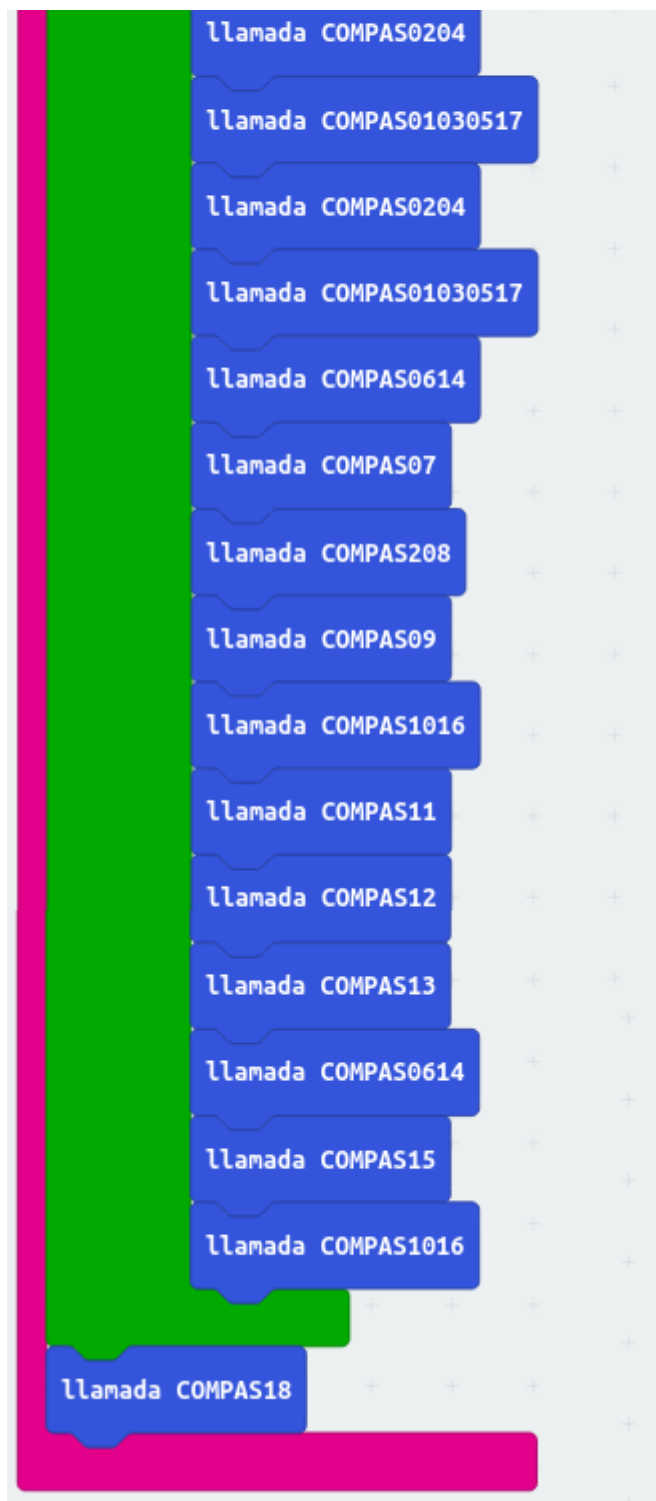 llamada COMPAS0204
llamada COMPAS01030517
llamada COMPAS0204
llamada COMPAS01030517
llamada COMPAS0614
llamada COMPAS07
llamada COMPAS208
llamada COMPAS09
llamada COMPAS1016
llamada COMPAS11
llamada COMPAS12
llamada COMPAS13
llamada COMPAS0614
llamada COMPAS15
llamada COMPAS1016
llamada COMPAS18